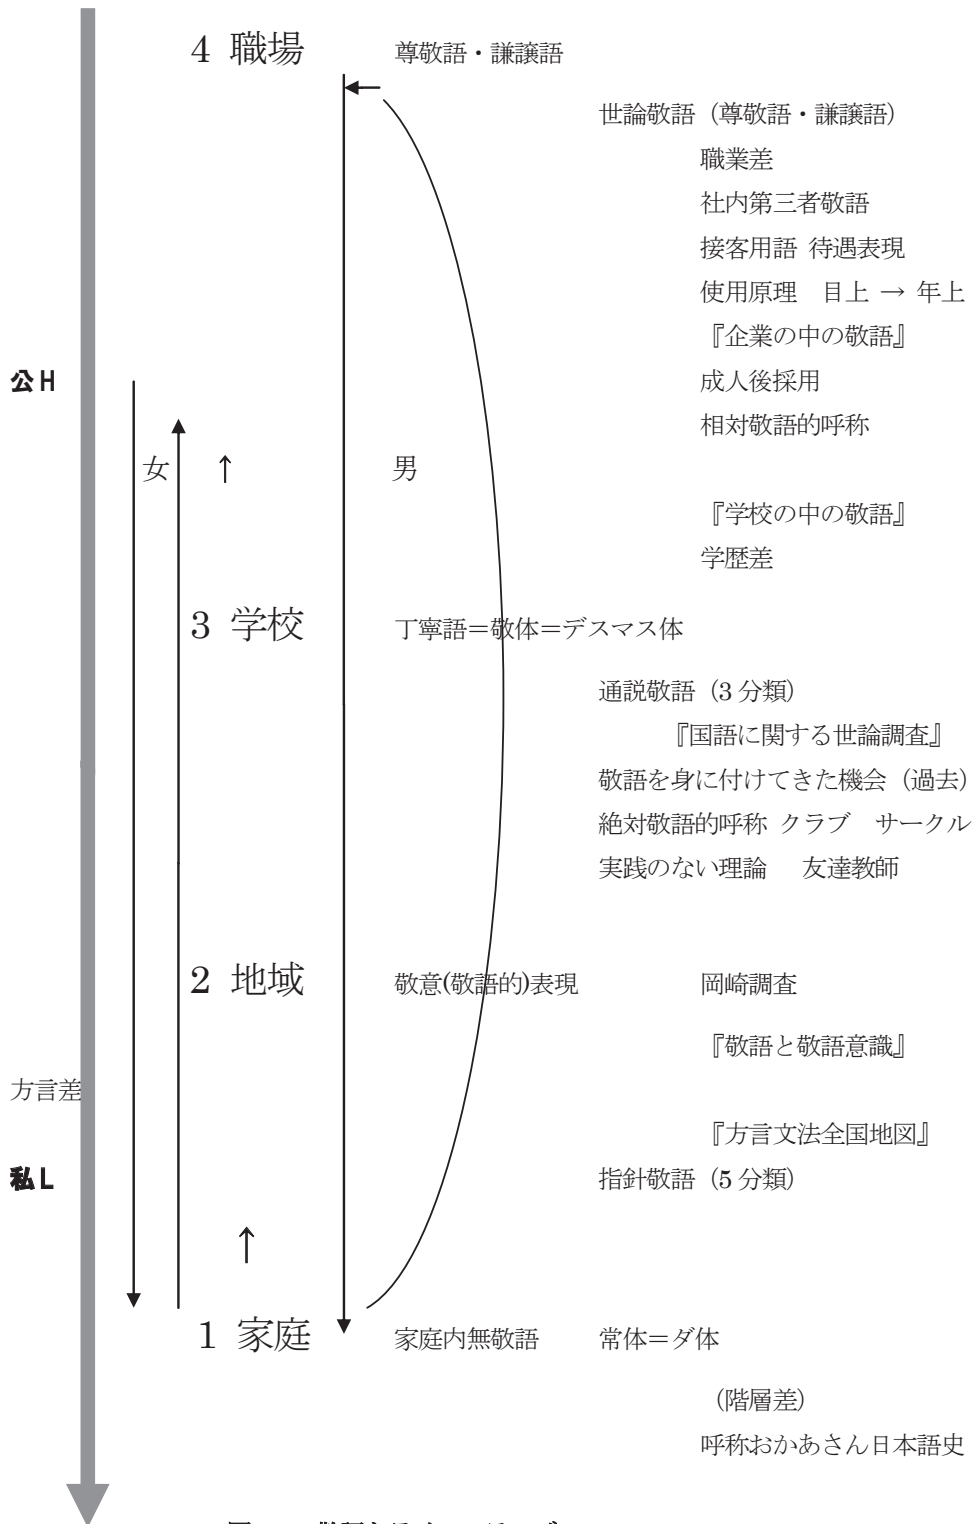 4 職場 尊敬語・謙譲語
世論敬語（尊敬語・謙譲語）
職業差
社内第三者敬語
接客用語 待遇表現
使用原理 目上 → 年上
『企業の中の敬語』
公H 成人後採用
相対敬語的呼称
女 ↑ 男
『学校の中の敬語』
学歴差
3 学校 丁寧語＝敬体＝デスマス体
通説敬語（3分類）
『国語に関する世論調査』
敬語を身に付けてきた機会（過去）
絶対敬語的呼称 クラブ サークル
実践のない理論 友達教師
2 地域 敬意(敬語的)表現 岡崎調査
『敬語と敬語意識』
方言差
『方言文法全国地図』
私L 指針敬語（5分類）
↑
1 家庭 家庭内無敬語 常体＝ダ体
（階層差）
呼称おかあさん日本語史